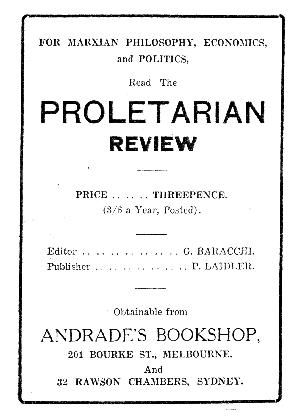 FOR MARXIAN PHILOSOPHY, ECONOMICS,
and POLITICS,
Read The
PROLETARIAN
REVIEW
PRICE ...... THREEPENCE.
(3/6 a Year, Posted).
Editor .................. G. BARACCHI.
Publisher ................. P. LAIDLER.
Obtainable from
ANDRADE'S BOOKSHOP,
201 BOURKE ST., MELBOURNE.
And
32 RAWSON CHAMBERS, SYDNEY.